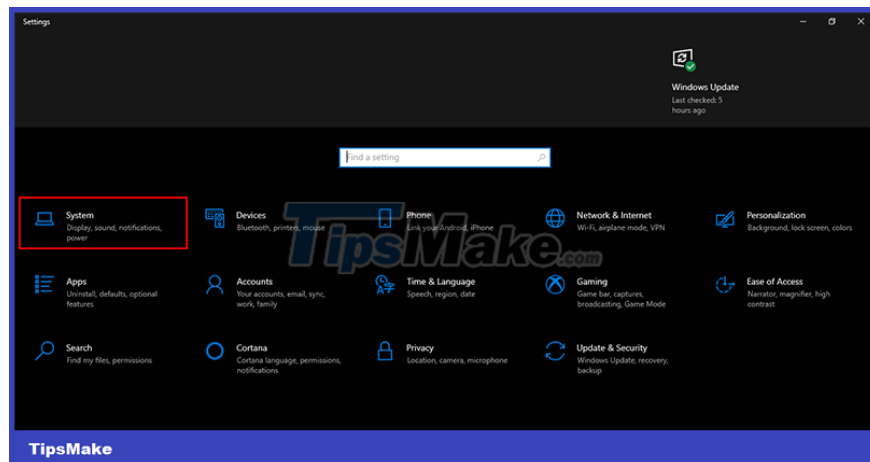 Settings
Windows Update
Last checked: 5
hours ago
Find a setting
System
Display, sound, notifications,
power
Devices
Bluetooth, printers, mouse
Phone
Link your Android, iPhone
Network & Internet
Wi-Fi, airplane mode, VPN
Personalization
Background, lock screen, colors
TipsMake.com
Apps
Uninstall, defaults, optional
features
Accounts
Your accounts, email, sync,
work, family
Time & Language
Speech, region, date
Gaming
Game bar, captures,
broadcasting, Game Mode
Ease of Access
Narrator, magnifier, high
contrast
Search
Find my files, permissions
Cortana
Cortana language, permissions,
notifications
Privacy
Location, camera, microphone
Update & Security
Windows Update, recovery,
backup
TipsMake